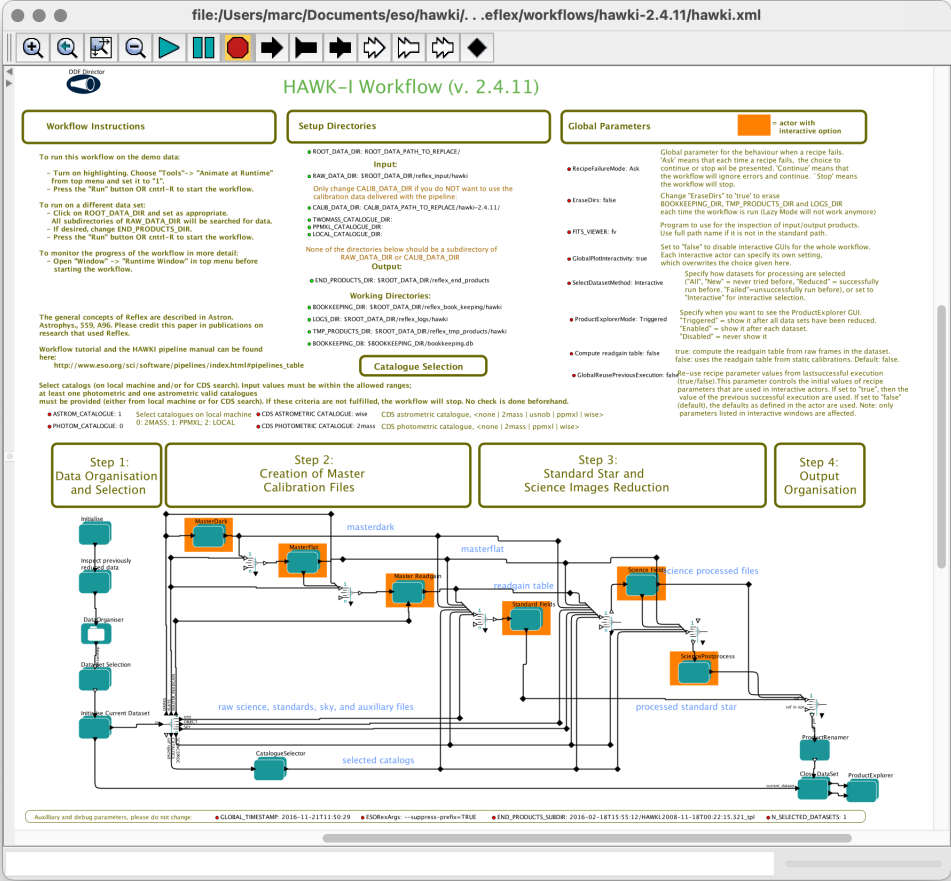 file:/Users/marc/Documents/eso/hawki/. . .eflex/workflows/hawki-2.4.11/hawki.xml
DDF Director
HAWK-I Workflow (v. 2.4.11)
Workflow Instructions
Setup Directories
Global Parameters
= actor with
interactive option
To run this workflow on the demo data:
- Turn on highlighting. Choose "Tools"-> "Animate at Runtime"
from top menu and set it to "1".
- Press the "Run" button OR cntrl-R to start the workflow.
To run on a different data set:
- Click on ROOT_DATA_DIR and set as appropriate.
All subdirectories of RAW_DATA_DIR will be searched for data.
- If desired, change END_PRODUCTS_DIR.
- Press the "Run" button OR cntrl-R to start the workflow.
To monitor the progress of the workflow in more detail:
- Open "Window" -> "Runtime Window" in top menu before
starting the workflow.
The general concepts of Reflex are described in Astron.
Astrophys., 559, A96. Please credit this paper in publications on
research that used Reflex.
Workflow tutorial and the HAWKI pipeline manual can be found
here:
http://www.eso.org/sci/software/pipelines/index.html#pipelines_table
ROOT_DATA_DIR: ROOT_DATA_PATH_TO_REPLACE/
Input:
RAW_DATA_DIR: $ROOT_DATA_DIR/reflex_input/hawki
Only change CALIB_DATA_DIR if you do NOT want to use the
calibration data delivered with the pipeline:
CALIB_DATA_DIR: CALIB_DATA_PATH_TO_REPLACE/hawki-2.4.11/
TWOMASS_CATALOGUE_DIR:
PPMXL_CATALOGUE_DIR:
LOCAL_CATALOGUE_DIR:
None of the directories below should be a subdirectory of
RAW_DATA_DIR or CALIB_DATA_DIR
Output:
END_PRODUCTS_DIR: $ROOT_DATA_DIR/reflex_end_products
Working Directories:
BOOKKEEPING_DIR: $ROOT_DATA_DIR/reflex_book_keeping/hawki
LOGS_DIR: $ROOT_DATA_DIR/reflex_logs/hawki
TMP_PRODUCTS_DIR: $ROOT_DATA_DIR/reflex_tmp_products/hawki
BOOKKEEPING_DB: $BOOKKEEPING_DIR/bookkeeping.db
Catalogue Selection
RecipeFailureMode: Ask
Global parameter for the behaviour when a recipe fails.
'Ask' means that each time a recipe fails, the choice to
continue or stop wil be presented. 'Continue' means that
the workflow will ignore errors and continue. `Stop' means
the workflow will stop.
EraseDirs: false
Change "EraseDirs" to 'true' to erase
BOOKKEEPING_DIR, TMP_PRODUCTS_DIR and LOGS_DIR
each time the workflow is run (Lazy Mode will not work anymore)
FITS_VIEWER: fv
Program to use for the inspection of input/output products.
Use full path name if it is not in the standard path.
GlobalPlotInteractivity: true
Set to "false" to disable interactive GUIs for the whole workflow.
Each interactive actor can specify its own setting,
which overwrites the choice given here.
SelectDatasetMethod: Interactive
Specify how datasets for processing are selected
("All", "New" = never tried before, "Reduced" = successfully
run before. "Failed"=unsuccessfully run before), or set to
"Interactive" for interactive selection.
ProductExplorerMode: Triggered
Specify when you want to see the ProductExplorer GUI.
"Triggered" = show it after all data sets have been reduced.
"Enabled" = show it after each dataset.
"Disabled" = never show it
Compute readgain table: false
true: compute the readgain table from raw frames in the dataset.
false: uses the readgain table from static calibrations. Default: false.
GlobalReusePreviousExecution: false
Re-use recipe parameter values from lastsuccessful execution
(true/false).This parameter controls the initial values of recipe
parameters that are used in interactive actors. If set to "true", then the
value of the previous successful execution are used. If set to "false"
(default), the defaults as defined in the actor are used. Note: only
parameters listed in interactive windows are affected.
Select catalogs (on local machine and/or for CDS search). Input values must be within the allowed ranges;
at least one photometric and one astrometric valid catalogues
must be provided (either from local machine or for CDS search). If these criteria are not fulfilled, the workflow will stop. No check is done beforehand.
ASTROM_CATALOGUE: 1
PHOTOM_CATALOGUE: 0
Select catalogues on local machine
0: 2MASS; 1: PPMXL; 2: LOCAL
CDS ASTROMETRIC CATALOGUE: wise
CDS astrometric catalogue, <none | 2mass | usnob | ppmxl | wise>
CDS PHOTOMETRIC CATALOGUE: 2mass
CDS photometric catalogue, <none | 2mass | ppmxl | wise>
Step 1:
Data Organisation
and Selection
Step 2:
Creation of Master
Calibration Files
Step 3:
Standard Star and
Science Images Reduction
Step 4:
Output
Organisation
Initialise
MasterDark
masterdark
MasterFlat
masterflat
Inspect previously
reduced data
Master Readgain
readgain table
Science Fields
science processed files
Standard Fields
DataOrganiser
SciencePostprocess
Dataset Selection
Initialise Current Dataset
raw science, standards, sky, and auxiliary files
processed standard star
CatalogueSelector
selected catalogs
ProductRenamer
Close DataSet
ProductExplorer
current_dataset
Auxilliary and debug parameters, please do not change:
GLOBAL_TIMESTAMP: 2016-11-21T11:50:29
ESORexArgs: --suppress-prefix=TRUE
END_PRODUCTS_SUBDIR: 2016-02-18T15:55:12/HAWKI.2008-11-18T00:22:15.321_tpl
N_SELECTED_DATASETS: 1